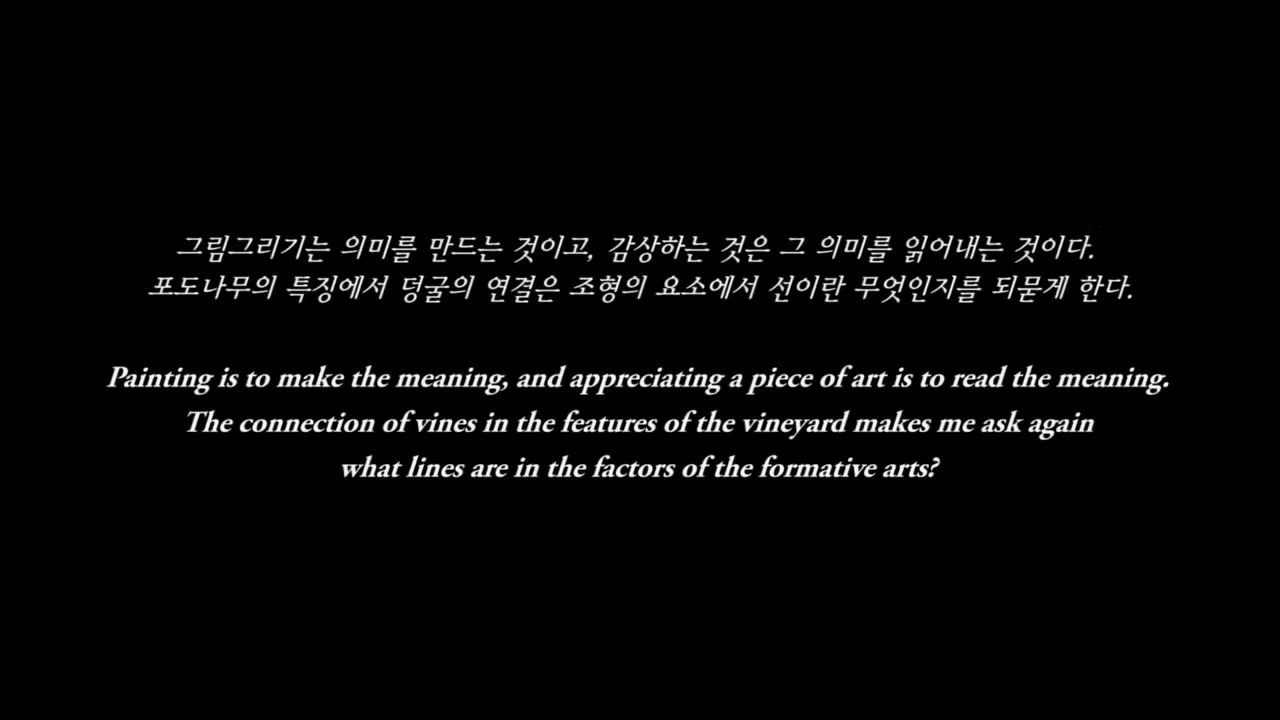 그림그리기는 의미를 만드는 것이고, 감상하는 것은 그 의미를 읽어내는 것이다.
포도나무의 특징에서 덩굴의 연결은 조형의 요소에서 선이란 무엇인지를 되묻게 한다.
Painting is to make the meaning, and appreciating a piece of art is to read the meaning.
The connection of vines in the features of the vineyard makes me ask again
what lines are in the factors of the formative arts?